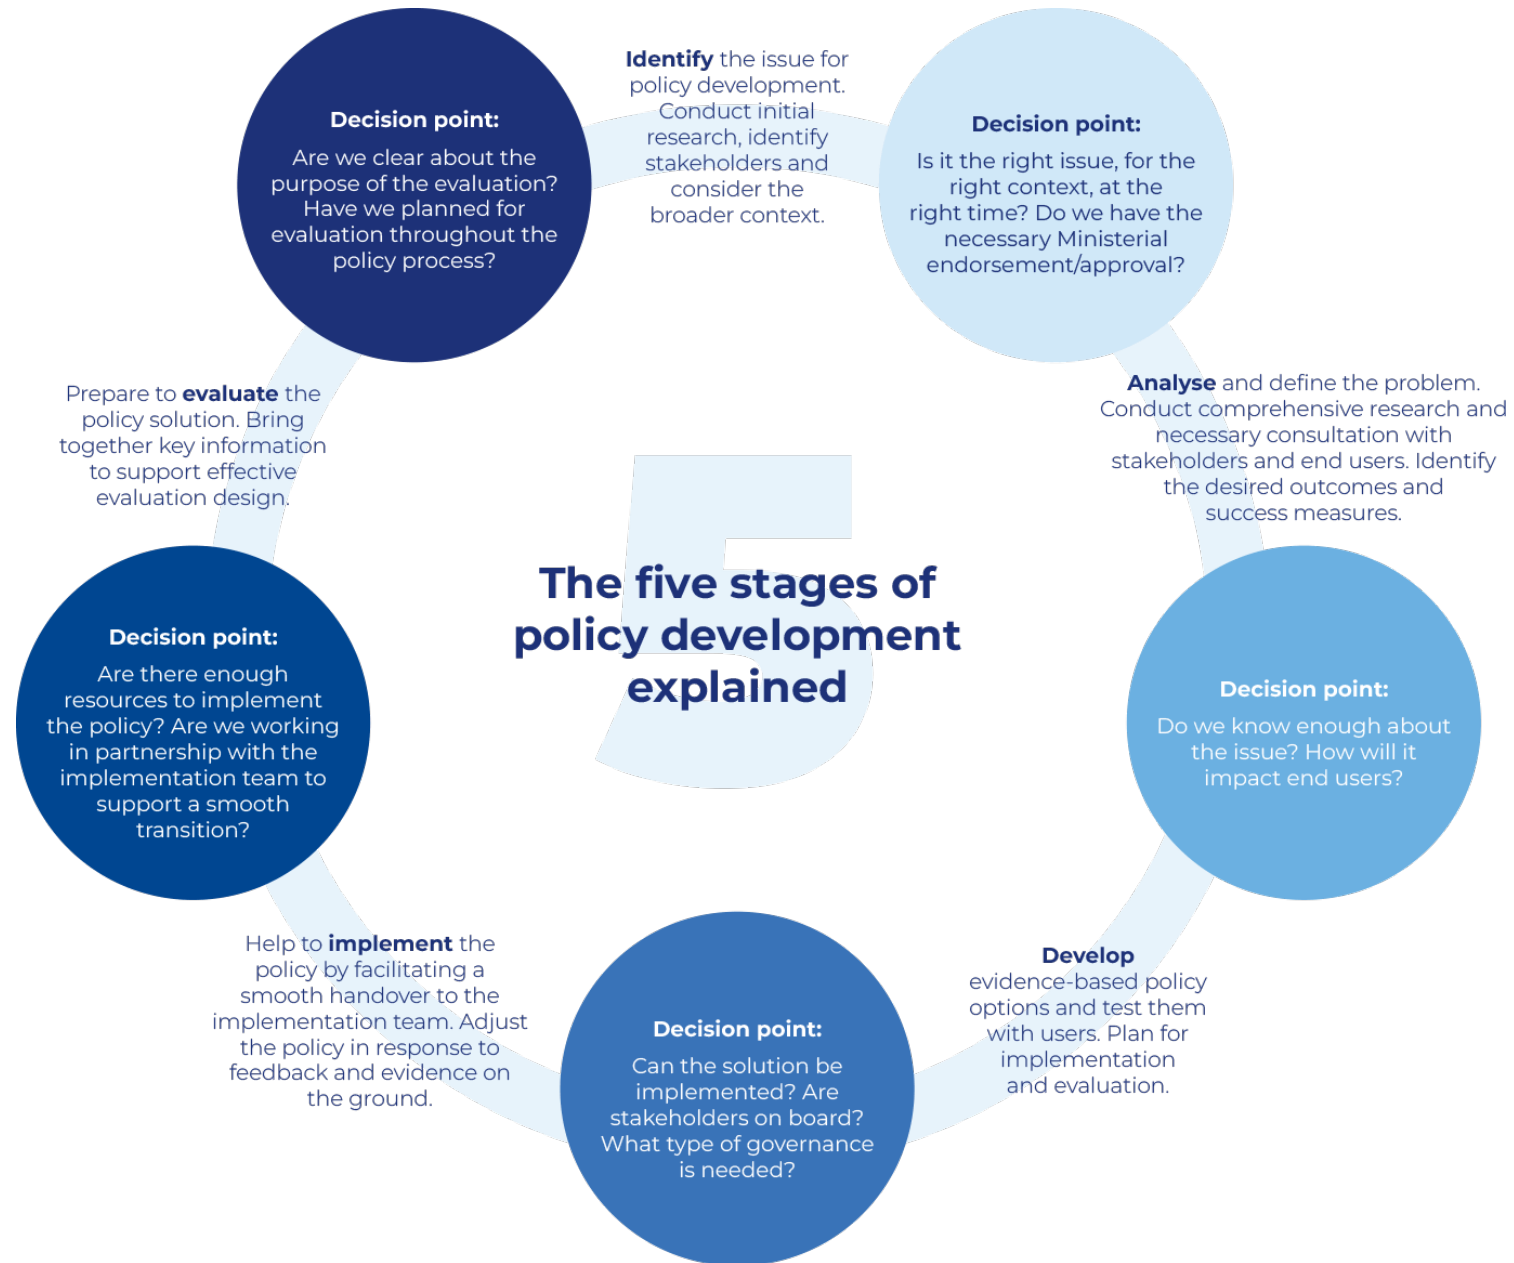 Identify the issue for
policy development.
Conduct initial
research, identify
stakeholders and
consider the
broader context.
Decision point:
Is it the right issue, for the
right context, at the
right time? Do we have the
necessary Ministerial
endorsement/approval?
Analyse and define the problem.
Conduct comprehensive research and
necessary consultation with
stakeholders and end users. Identify
the desired outcomes and
success measures.
Decision point:
Do we know enough about
the issue? How will it
impact end users?
Develop
evidence-based policy
options and test them
with users. Plan for
implementation
and evaluation.
Decision point:
Can the solution be
implemented? Are
stakeholders on board?
What type of governance
is needed?
Help to implement the
policy by facilitating a
smooth handover to the
implementation team. Adjust
the policy in response to
feedback and evidence on
the ground.
Decision point:
Are there enough
resources to implement
the policy? Are we working
in partnership with the
implementation team to
support a smooth
transition?
Prepare to evaluate the
policy solution. Bring
together key information
to support effective
evaluation design.
Decision point:
Are we clear about the
purpose of the evaluation?
Have we planned for
evaluation throughout the
policy process?
5
The five stages of
policy development
explained